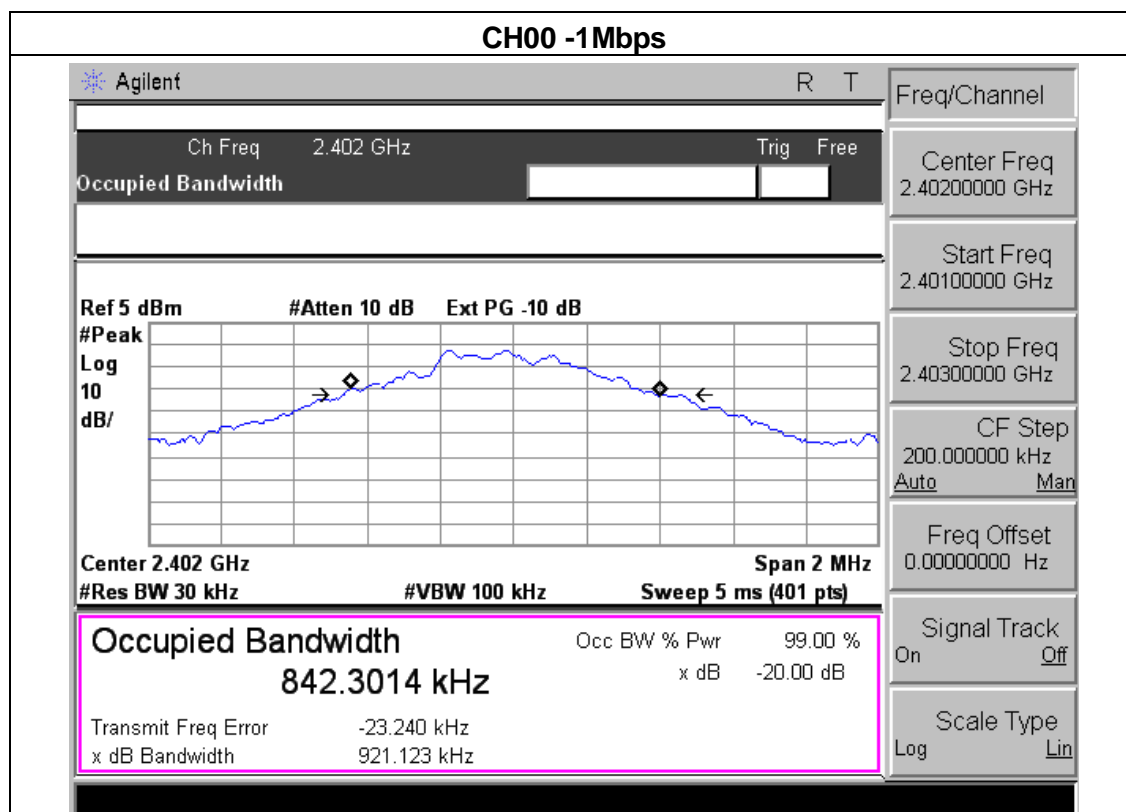 CH00 -1Mbps
Agilent R T
Ch Freq 2.402 GHz Trig Free
Occupied Bandwidth
Ref 5 dBm #Atten 10 dB Ext PG -10 dB
#Peak
Log
10
dB/
Center 2.402 GHz Span 2 MHz
#Res BW 30 kHz #VBW 100 kHz Sweep 5 ms (401 pts)
Occupied Bandwidth Occ BW % Pwr 99.00 %
842.3014 kHz x dB -20.00 dB
Transmit Freq Error -23.240 kHz
x dB Bandwidth 921.123 kHz
Freq/Channel
Center Freq
2.40200000 GHz
Start Freq
2.40100000 GHz
Stop Freq
2.40300000 GHz
CF Step
200.000000 kHz
Auto Man
Freq Offset
0.00000000 Hz
Signal Track
On Off
Scale Type
Log Lin